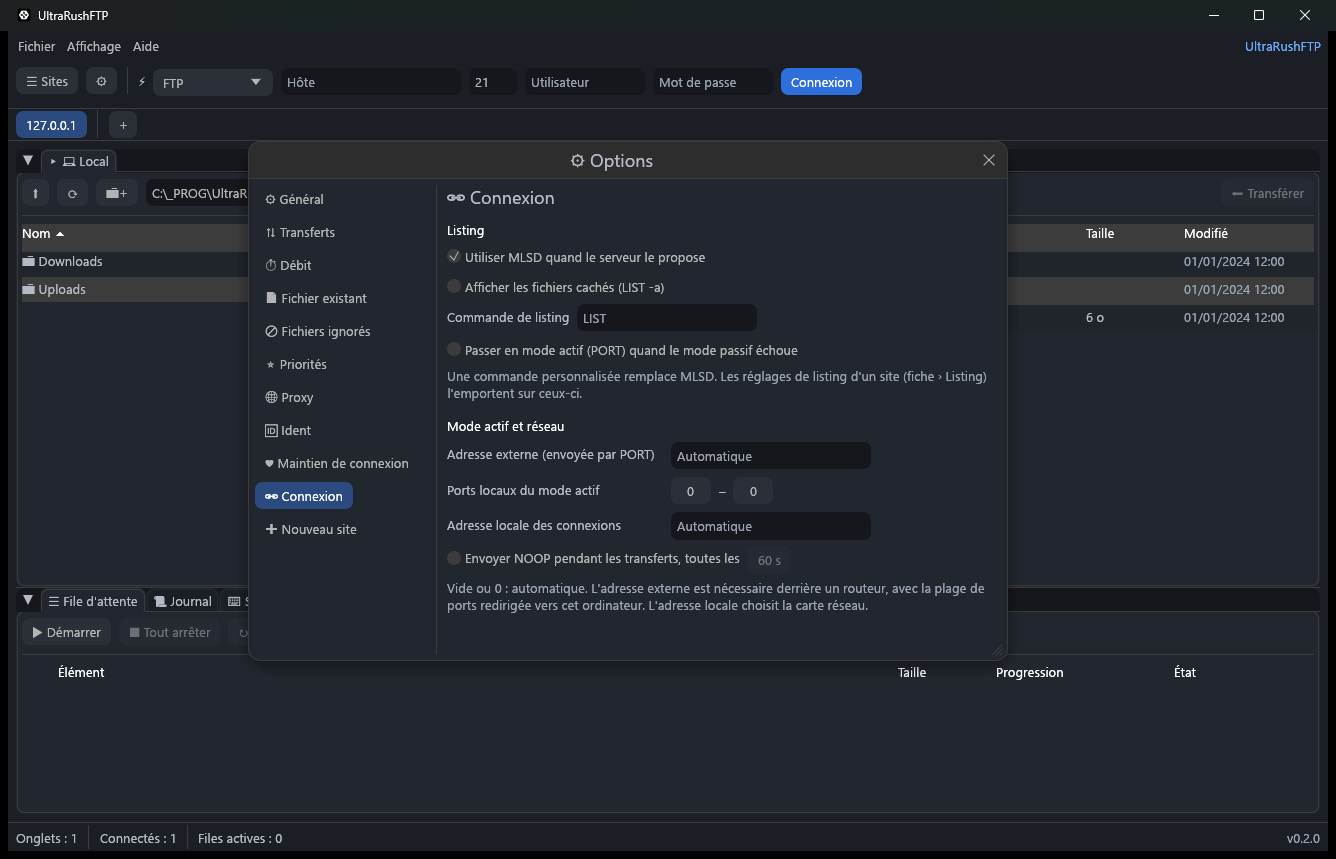 UltraRushFTP
Fichier Affichage Aide UltraRushFTP
Sites FTP Hôte 21 Utilisateur Mot de passe Connexion
127.0.0.1 +
Local
C:\_PROG\UltraR
Transférer
Nom Taille Modifié
Downloads 01/01/2024 12:00
Uploads 01/01/2024 12:00
6 o 01/01/2024 12:00
Options
Général
Transferts
Débit
Fichier existant
Fichiers ignorés
Priorités
Proxy
Ident
Maintien de connexion
Connexion
Nouveau site
Connexion
Listing
Utiliser MLSD quand le serveur le propose
Afficher les fichiers cachés (LIST -a)
Commande de listing LIST
Passer en mode actif (PORT) quand le mode passif échoue
Une commande personnalisée remplace MLSD. Les réglages de listing d'un site (fiche › Listing)
l'emportent sur ceux-ci.
Mode actif et réseau
Adresse externe (envoyée par PORT) Automatique
Ports locaux du mode actif 0 – 0
Adresse locale des connexions Automatique
Envoyer NOOP pendant les transferts, toutes les 60 s
Vide ou 0 : automatique. L'adresse externe est nécessaire derrière un routeur, avec la plage de
ports redirigée vers cet ordinateur. L'adresse locale choisit la carte réseau.
File d'attente Journal S
Démarrer Tout arrêter
Élément Taille Progression État
Onglets : 1 Connectés : 1 Files actives : 0 v0.2.0